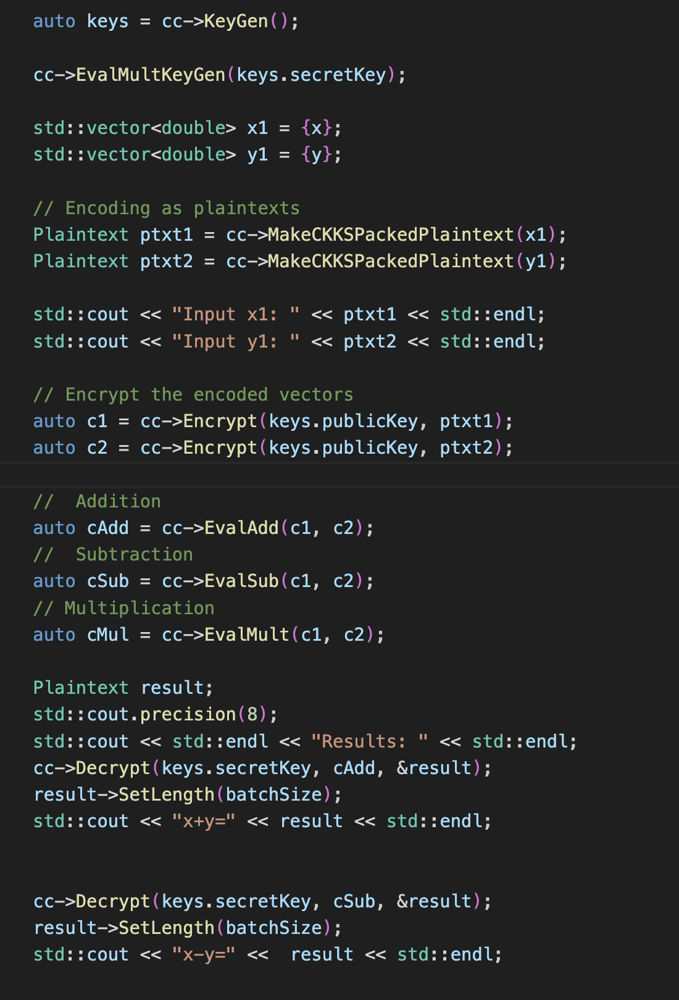 auto keys = cc->KeyGen();
cc->EvalMultKeyGen(keys.secretKey);
std::vector<double> x1 = {x};
std::vector<double> y1 = {y};
// Encoding as plaintexts
Plaintext ptxt1 = cc->MakeCKKSPackedPlaintext(x1);
Plaintext ptxt2 = cc->MakeCKKSPackedPlaintext(y1);
std::cout << "Input x1: " << ptxt1 << std::endl;
std::cout << "Input y1: " << ptxt2 << std::endl;
// Encrypt the encoded vectors
auto c1 = cc->Encrypt(keys.publicKey, ptxt1);
auto c2 = cc->Encrypt(keys.publicKey, ptxt2);
//  Addition
auto cAdd = cc->EvalAdd(c1, c2);
//  Subtraction
auto cSub = cc->EvalSub(c1, c2);
// Multiplication
auto cMul = cc->EvalMult(c1, c2);
Plaintext result;
std::cout.precision(8);
std::cout << std::endl << "Results: " << std::endl;
cc->Decrypt(keys.secretKey, cAdd, &result);
result->SetLength(batchSize);
std::cout << "x+y=" << result << std::endl;
cc->Decrypt(keys.secretKey, cSub, &result);
result->SetLength(batchSize);
std::cout << "x-y=" <<  result << std::endl;